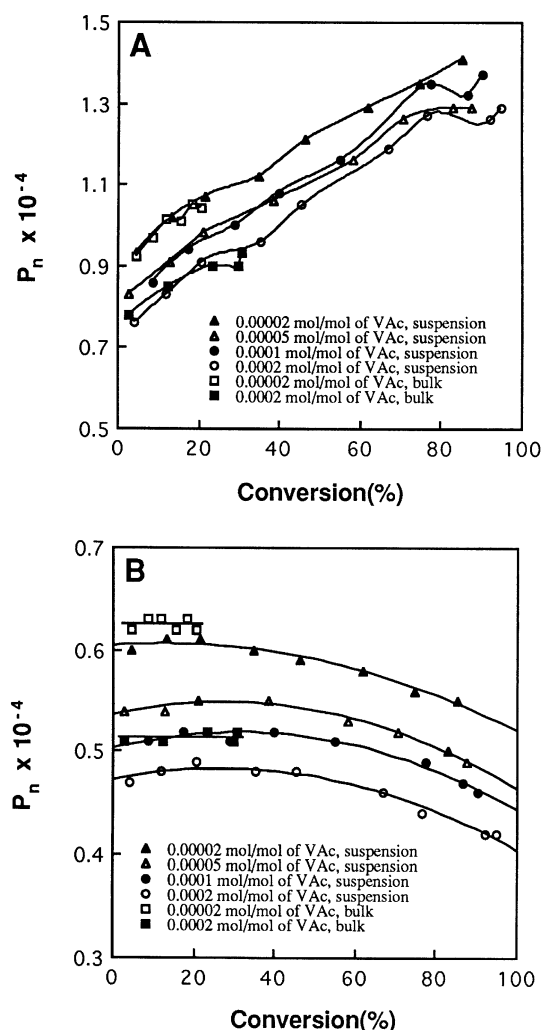 A
1.5
1.3
1.1
0.9
0.7
0.5
Pn x 10-4
▲ 0.00002 mol/mol of VAc, suspension
△ 0.00005 mol/mol of VAc, suspension
● 0.0001 mol/mol of VAc, suspension
○ 0.0002 mol/mol of VAc, suspension
□ 0.00002 mol/mol of VAc, bulk
■ 0.0002 mol/mol of VAc, bulk
0 20 40 60 80 100
Conversion(%)
B
0.7
0.6
0.5
0.4
0.3
Pn x 10-4
▲ 0.00002 mol/mol of VAc, suspension
△ 0.00005 mol/mol of VAc, suspension
● 0.0001 mol/mol of VAc, suspension
○ 0.0002 mol/mol of VAc, suspension
□ 0.00002 mol/mol of VAc, bulk
■ 0.0002 mol/mol of VAc, bulk
0 20 40 60 80 100
Conversion(%)